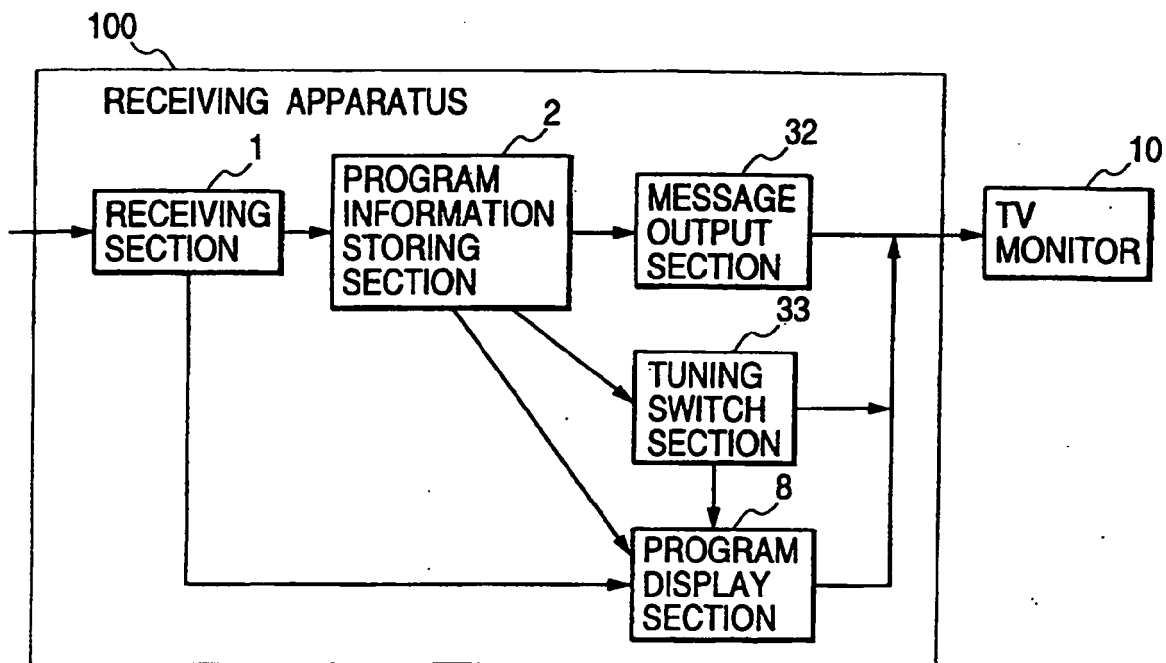 100
RECEIVING APPARATUS
1
RECEIVING
SECTION
2
PROGRAM
INFORMATION
STORING
SECTION
32
MESSAGE
OUTPUT
SECTION
10
TV
MONITOR
33
TUNING
SWITCH
SECTION
8
PROGRAM
DISPLAY
SECTION